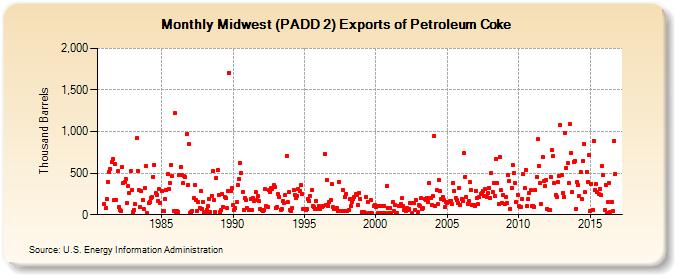 Monthly Midwest (PADD 2) Exports of Petroleum Coke
Thousand Barrels
2,000
1,500
1,000
500
0
1985 1990 1995 2000 2005 2010 2015
Source: U.S. Energy Information Administration